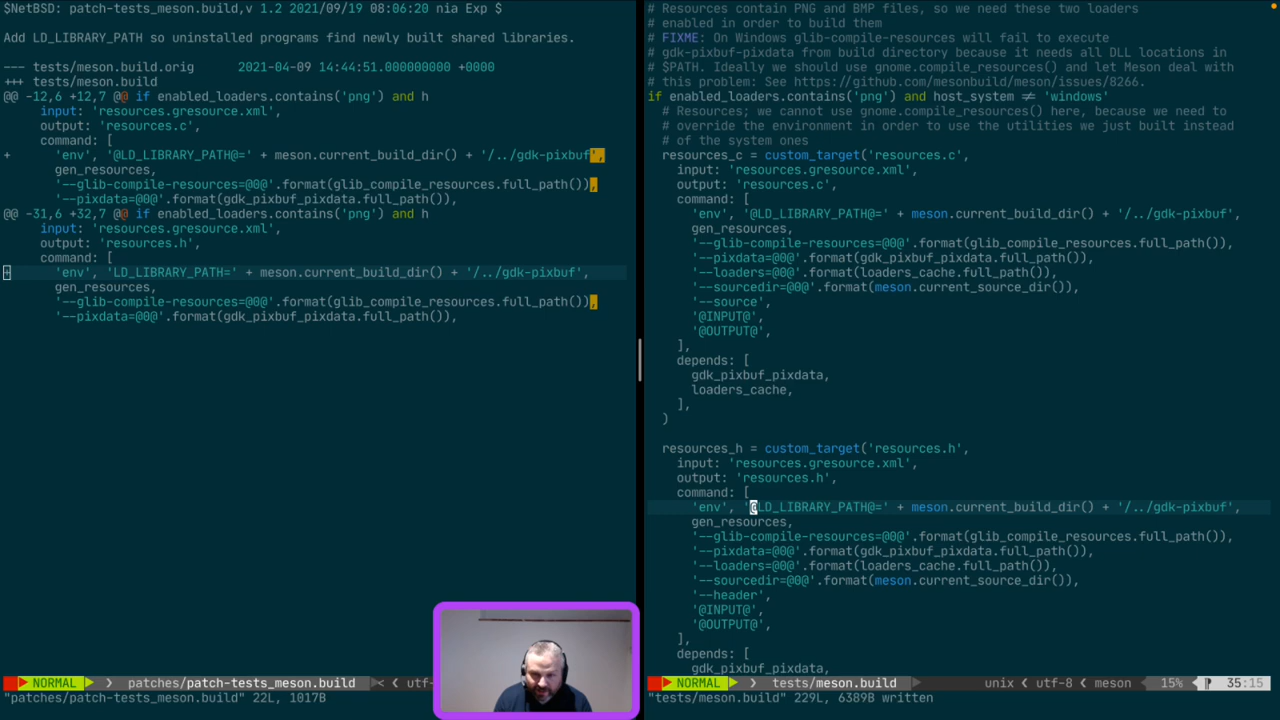 $NetBSD: patch-tests_meson.build,v 1.2 2021/09/19 08:06:20 nia Exp $
Add LD_LIBRARY_PATH so uninstalled programs find newly built shared libraries.
--- tests/meson.build.orig 2021-04-09 14:44:51.000000000 +0000
+++ tests/meson.build
@@ -12,6 +12,7 @@ if enabled_loaders.contains('png') and h
input: 'resources.gresource.xml',
output: 'resources.c',
command: [
+ 'env', '@LD_LIBRARY_PATH@=' + meson.current_build_dir() + '/../gdk-pixbuf',
gen_resources,
'--glib-compile-resources=@0@'.format(glib_compile_resources.full_path()),
'--pixdata=@0@'.format(gdk_pixbuf_pixdata.full_path()),
@@ -31,6 +32,7 @@ if enabled_loaders.contains('png') and h
input: 'resources.gresource.xml',
output: 'resources.h',
command: [
+ 'env', 'LD_LIBRARY_PATH=' + meson.current_build_dir() + '/../gdk-pixbuf',
gen_resources,
'--glib-compile-resources=@0@'.format(glib_compile_resources.full_path()),
'--pixdata=@0@'.format(gdk_pixbuf_pixdata.full_path()),
NORMAL patches/patch-tests_meson.build < utf-
"patches/patch-tests_meson.build" 22L, 1017B
# Resources contain PNG and BMP files, so we need these two loaders
# enabled in order to build them
# FIXME: On Windows glib-compile-resources will fail to execute
# gdk-pixbuf-pixdata from build directory because it needs all DLL locations in
# $PATH. Ideally we should use gnome.compile_resources() and let Meson deal with
# this problem: See https://github.com/mesonbuild/meson/issues/8266.
if enabled_loaders.contains('png') and host_system != 'windows'
# Resources; we cannot use gnome.compile_resources() here, because we need to
# override the environment in order to use the utilities we just built instead
# of the system ones
resources_c = custom_target('resources.c',
input: 'resources.gresource.xml',
output: 'resources.c',
command: [
'env', '@LD_LIBRARY_PATH@=' + meson.current_build_dir() + '/../gdk-pixbuf',
gen_resources,
'--glib-compile-resources=@0@'.format(glib_compile_resources.full_path()),
'--pixdata=@0@'.format(gdk_pixbuf_pixdata.full_path()),
'--loaders=@0@'.format(loaders_cache.full_path()),
'--sourcedir=@0@'.format(meson.current_source_dir()),
'--source',
'@INPUT@',
'@OUTPUT@',
],
depends: [
gdk_pixbuf_pixdata,
loaders_cache,
],
)
resources_h = custom_target('resources.h',
input: 'resources.gresource.xml',
output: 'resources.h',
command: [
'env', '@LD_LIBRARY_PATH@=' + meson.current_build_dir() + '/../gdk-pixbuf',
gen_resources,
'--glib-compile-resources=@0@'.format(glib_compile_resources.full_path()),
'--pixdata=@0@'.format(gdk_pixbuf_pixdata.full_path()),
'--loaders=@0@'.format(loaders_cache.full_path()),
'--sourcedir=@0@'.format(meson.current_source_dir()),
'--header',
'@INPUT@',
'@OUTPUT@',
],
depends: [
gdk_pixbuf_pixdata,
NORMAL tests/meson.build unix < utf-8 < meson 15% 35:15
"tests/meson.build" 229L, 6389B written